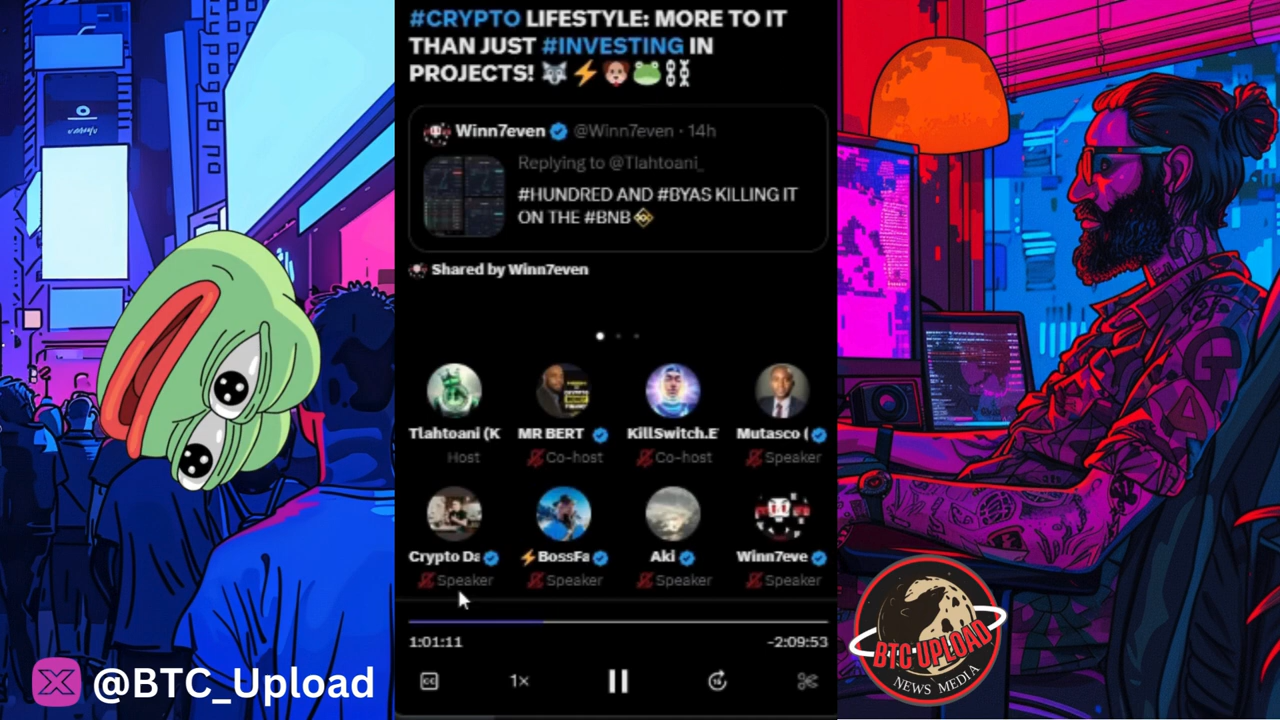 #CRYPTO LIFESTYLE: MORE TO IT
THAN JUST #INVESTING IN
PROJECTS! 🐺⚡🐶🐸⛓
Winn7even @Winn7even · 14h
Replying to @Tlahtoani_
#HUNDRED AND #BYAS KILLING IT
ON THE #BNB
Shared by Winn7even
Tlahtoani (K
Host
MR BERT
Co-host
KillSwitch.E
Co-host
Mutasco (
Speaker
Crypto Da
Speaker
⚡BossFa
Speaker
Aki
Speaker
Winn7eve
Speaker
1:01:11
-2:09:53
CC
1×
15
@BTC_Upload
BTC UPLOAD
NEWS MEDIA